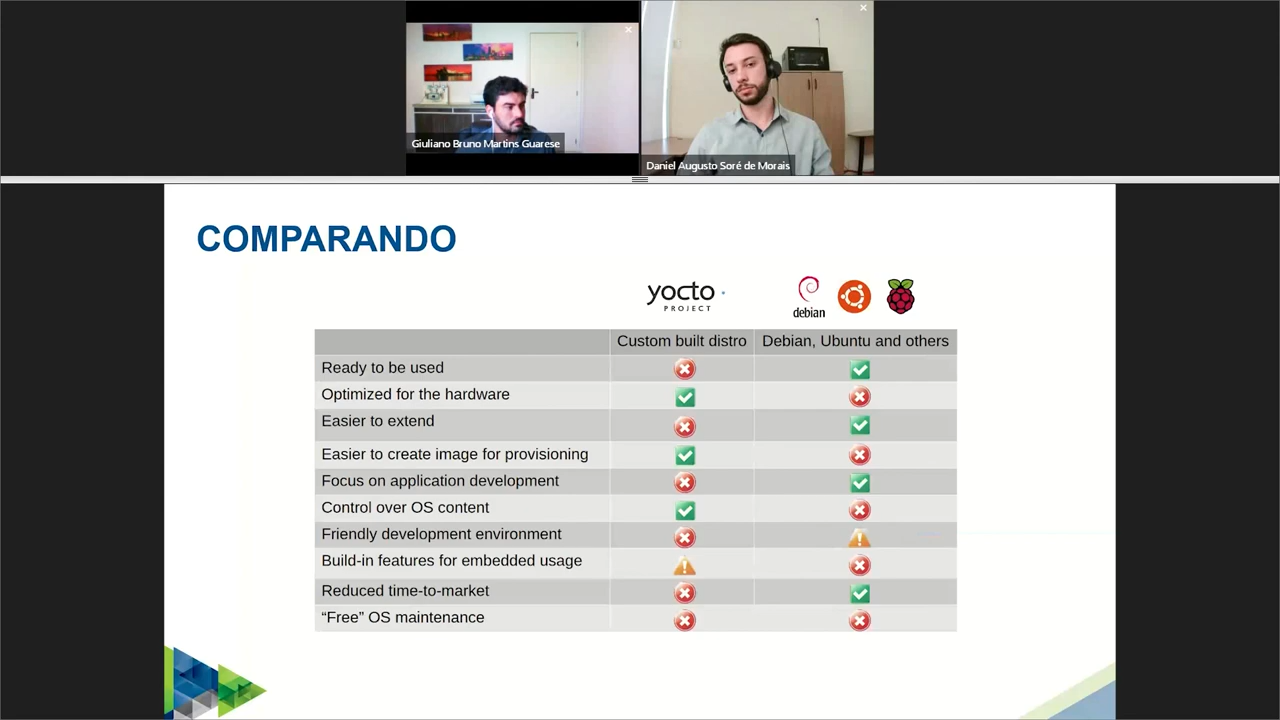 Giuliano Bruno Martins Guarese
Daniel Augusto Soré de Morais
COMPARANDO
yocto
PROJECT
debian
Custom built distro
Debian, Ubuntu and others
Ready to be used
Optimized for the hardware
Easier to extend
Easier to create image for provisioning
Focus on application development
Control over OS content
Friendly development environment
Build-in features for embedded usage
Reduced time-to-market
“Free” OS maintenance